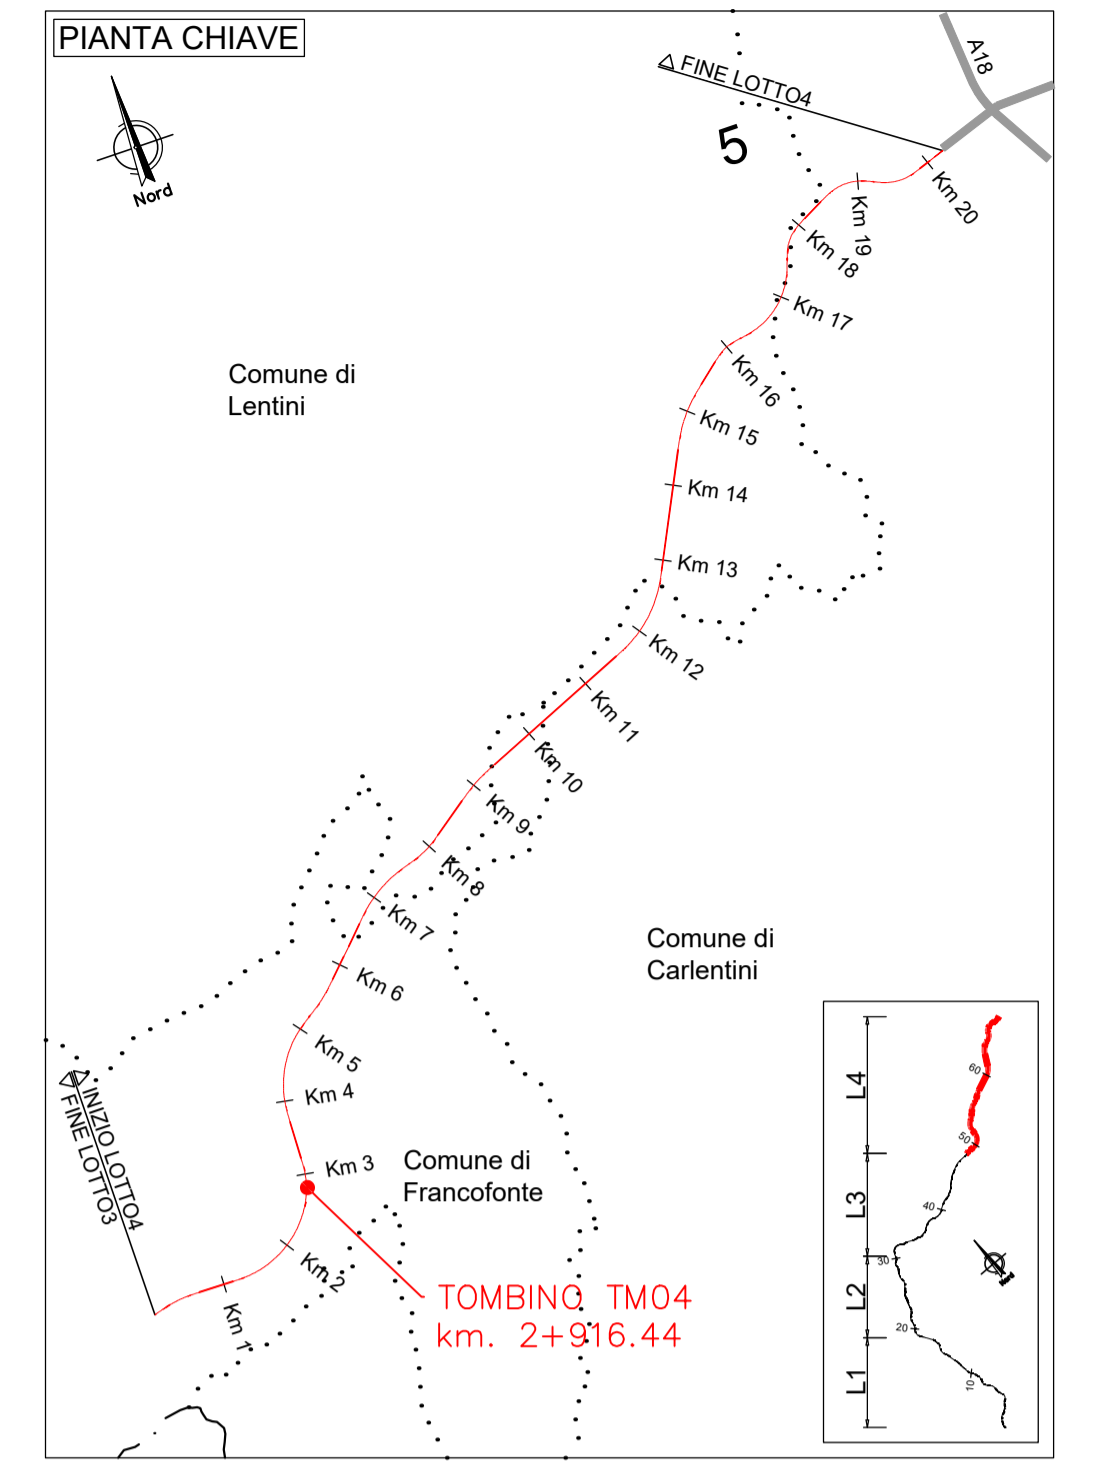 PIANTA CHIAVE
Nord
FINE LOTTO4
A18
5
Km 20
Km 19
Km 18
Km 17
Km 16
Comune di
Lentini
Km 15
Km 14
Km 13
Km 12
Km 11
Km 10
Km 9
Km 8
Km 7
Comune di
Carlentini
Km 6
Km 5
Km 4
INIZIO LOTTO4
FINE LOTTO3
Km 3
Comune di
Francofonte
Km 2
Km 1
TOMBINO TM04
km. 2+916.44
L4
60
50
L3
40
30
L2
20
L1
10